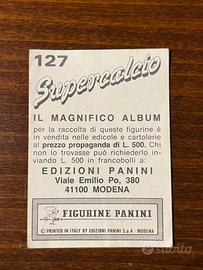 127
Supercalcio
IL MAGNIFICO ALBUM
per la raccolta di queste figurine è
in vendita nelle edicole e cartolerie
al prezzo propaganda di L. 500. Chi
non lo trovasse può richiederlo in-
viando L. 500 in francobolli a:
EDIZIONI PANINI
Viale Emilio Po, 380
41100 MODENA
FIGURINE PANINI
© PRINTED IN ITALY BY EDIZIONI PANINI S.p.A - MODENA
subito